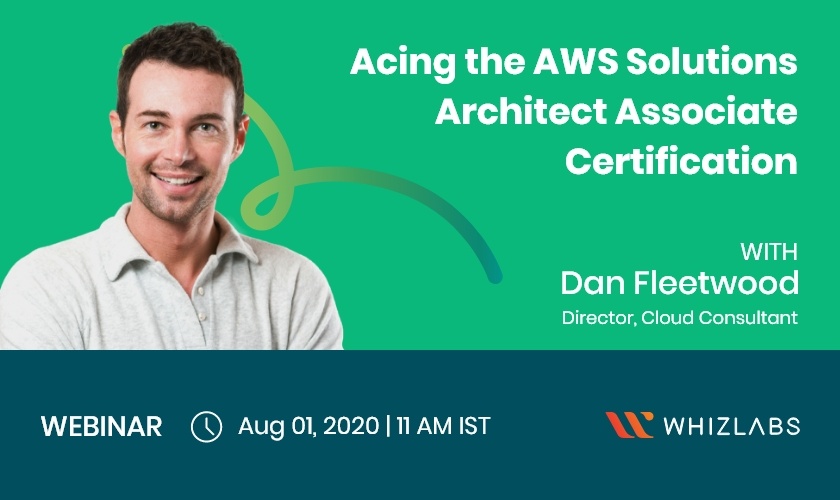 Acing the AWS Solutions
Architect Associate
Certification
WITH
Dan Fleetwood
Director, Cloud Consultant
WEBINAR
Aug 01, 2020 | 11 AM IST
WHIZLABS